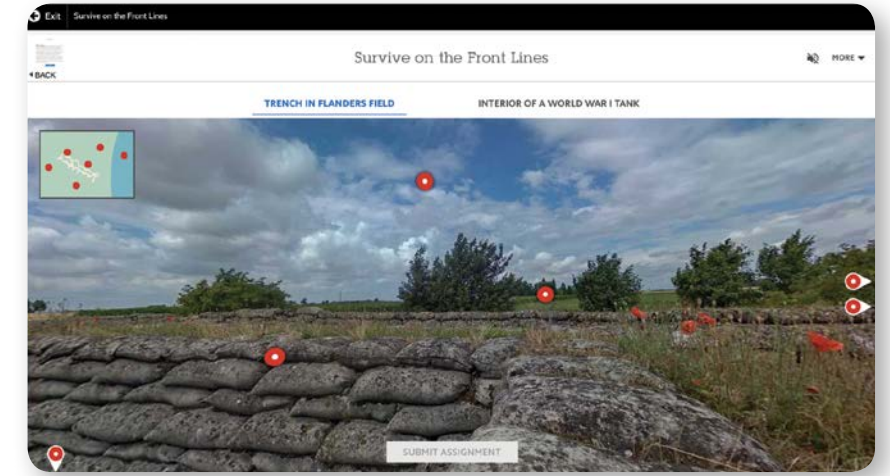 Exit Survive on the Front Lines
BACK
Survive on the Front Lines
MORE
TRENCH IN FLANDERS FIELD
INTERIOR OF A WORLD WAR I TANK
SUBMIT ASSIGNMENT